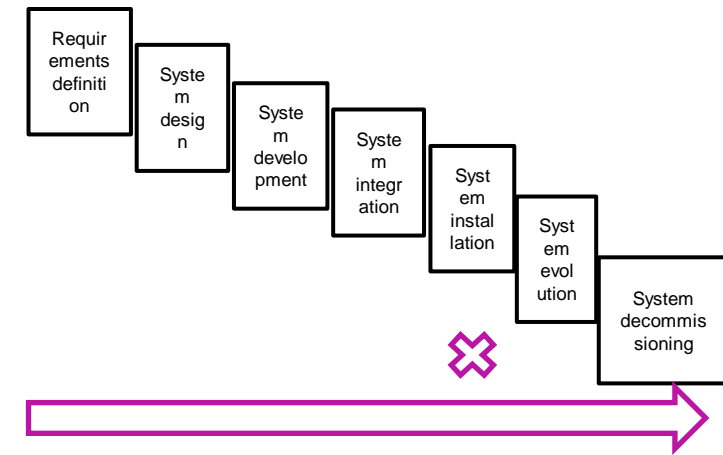 Requir
ements
definiti
on
Syste
m
desig
n
Syste
m
develo
pment
Syste
m
integr
ation
Syst
em
instal
lation
Syst
em
evol
ution
System
decommis
sioning